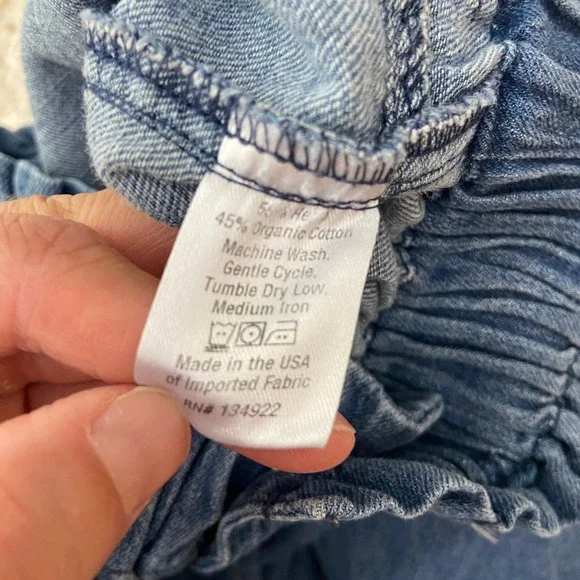 45% Organic Cotton
Machine Wash.
Gentle Cycle.
Tumble Dry Low.
Medium Iron
Made in the USA
of Imported Fabric
RN# 134922